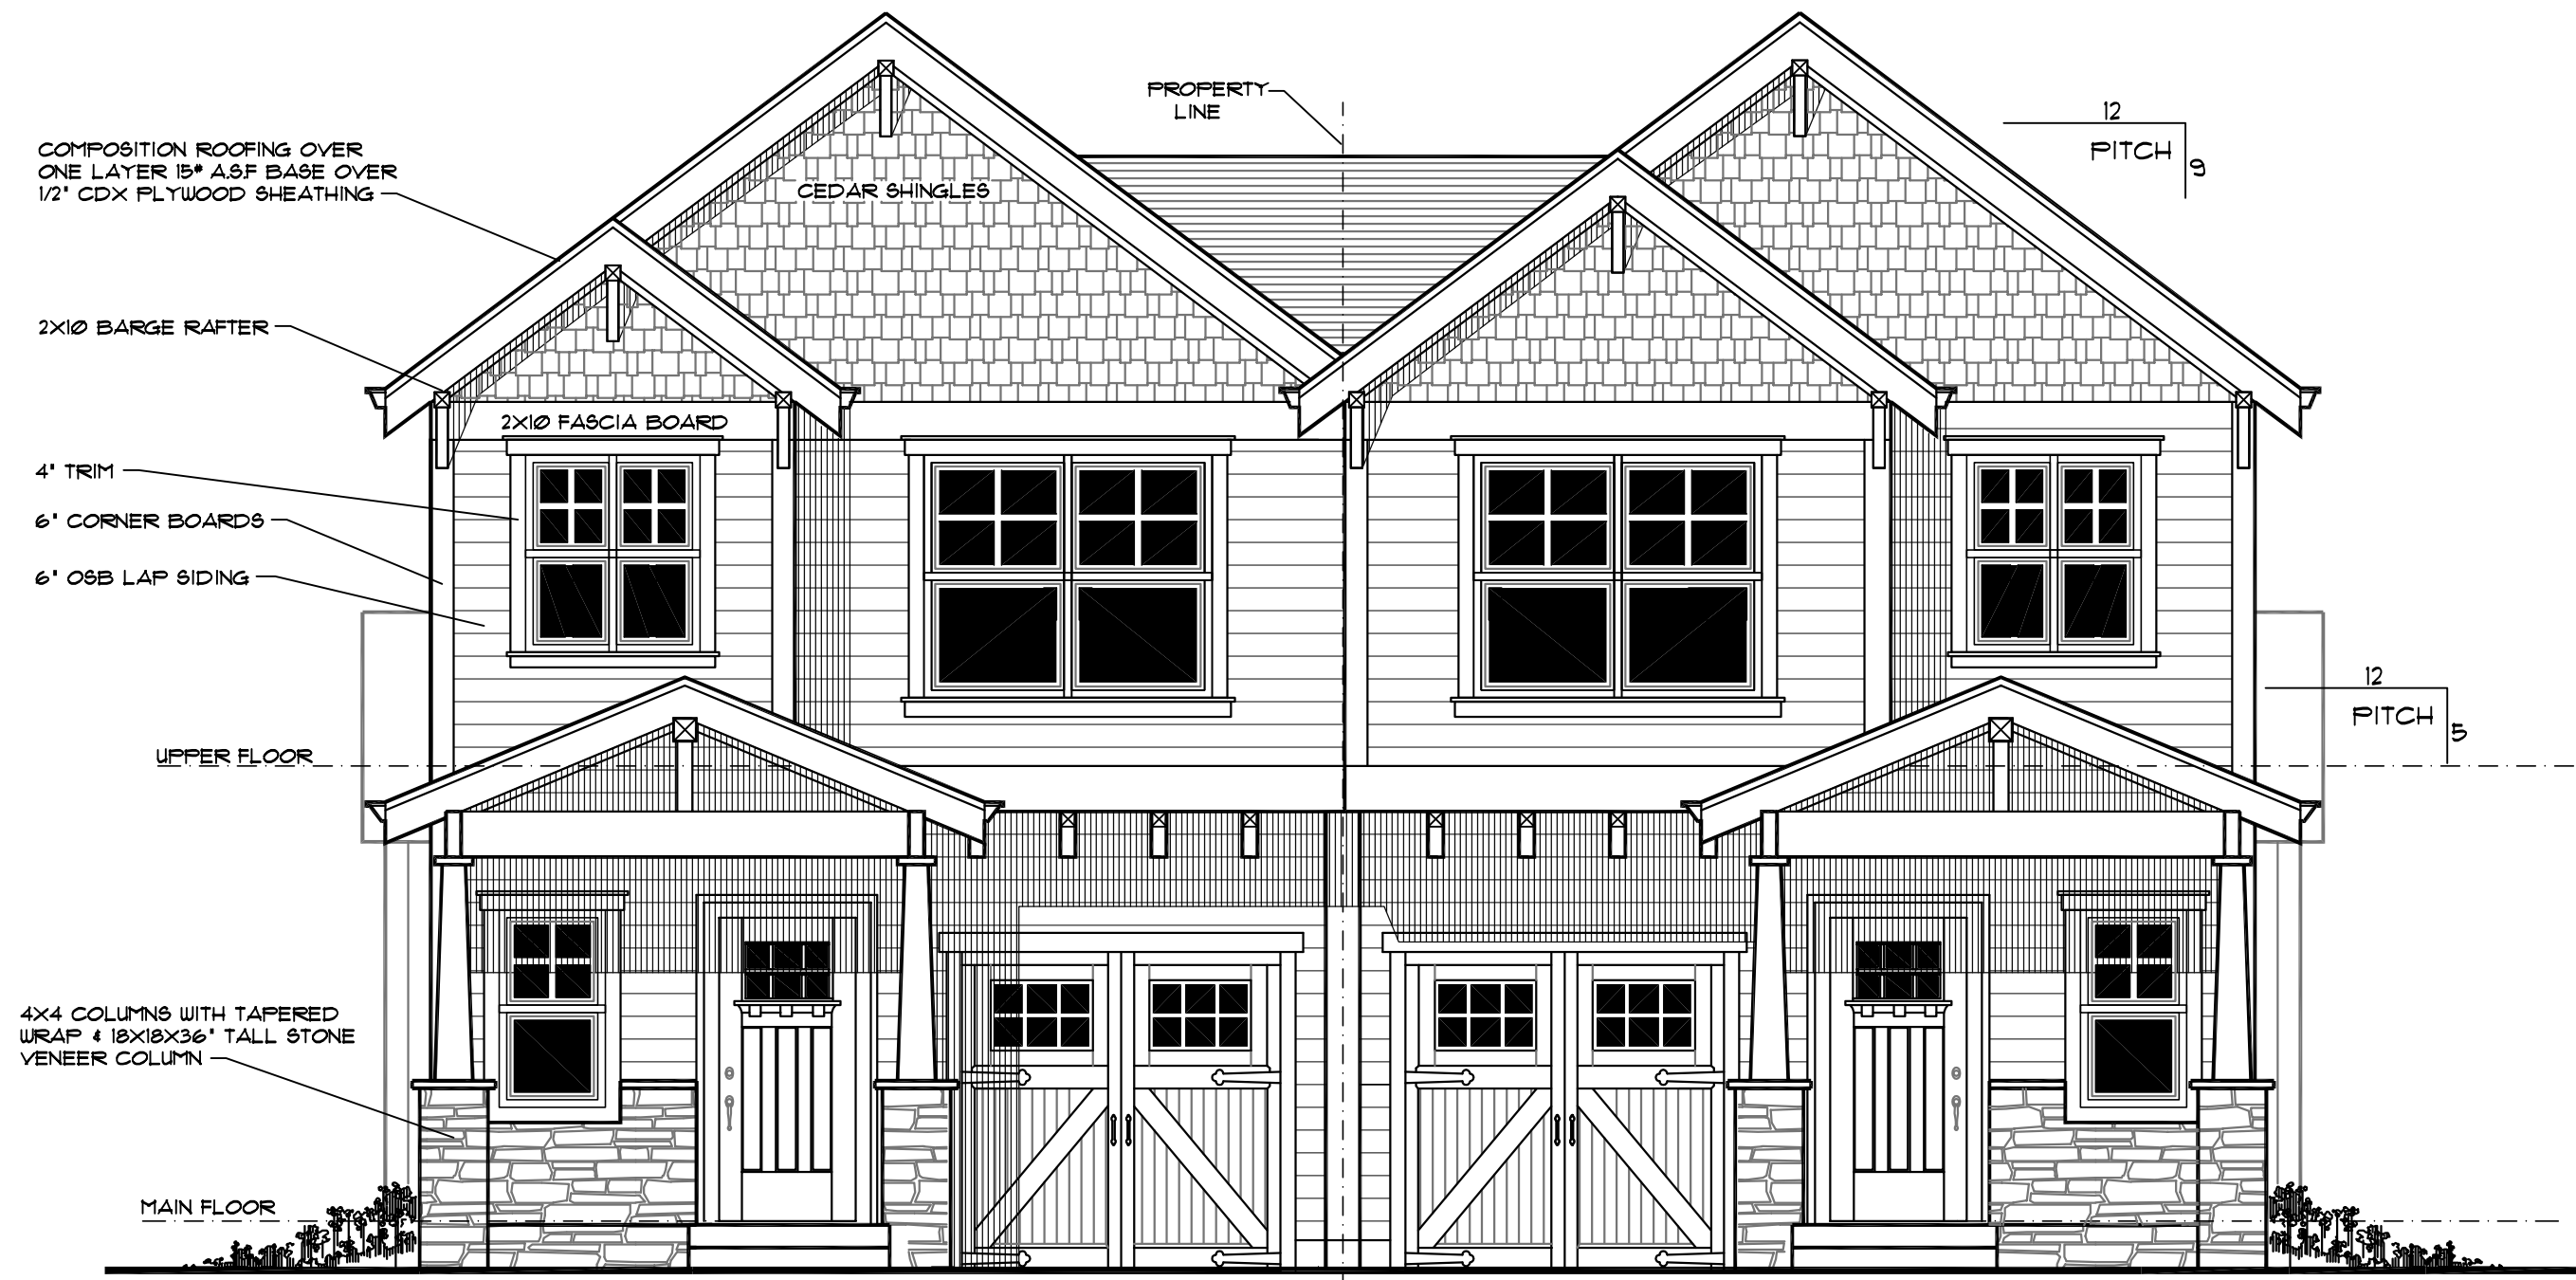 PROPERTY
LINE
12
PITCH
9
COMPOSITION ROOFING OVER
ONE LAYER 15# A.S.F BASE OVER
1/2" CDX PLYWOOD SHEATHING
CEDAR SHINGLES
2X10 BARGE RAFTER
2X10 FASCIA BOARD
4" TRIM
6" CORNER BOARDS
6" OSB LAP SIDING
12
PITCH
5
UPPER FLOOR
4X4 COLUMNS WITH TAPERED
WRAP & 18X18X36" TALL STONE
VENEER COLUMN
MAIN FLOOR